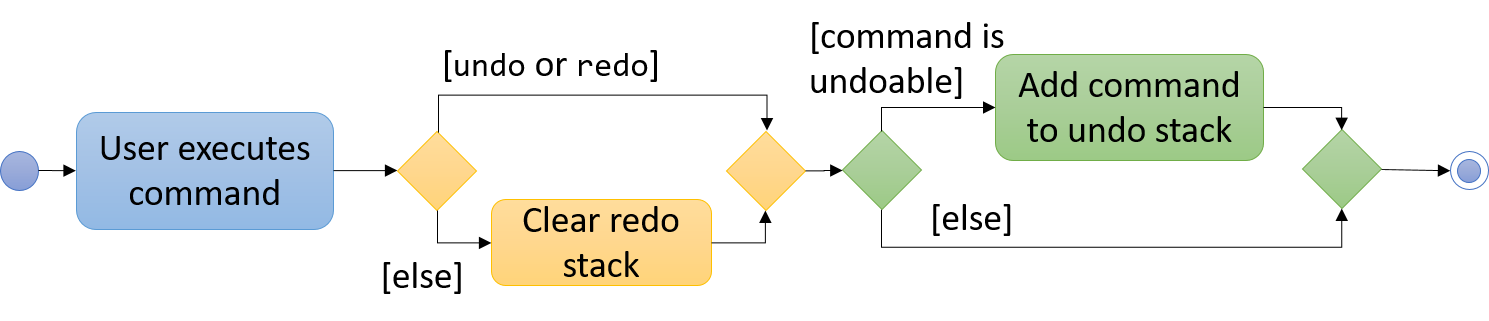 User executes
command
[undo or redo]
[else]
Clear redo
stack
[command is
undoable]
Add command
to undo stack
[else]